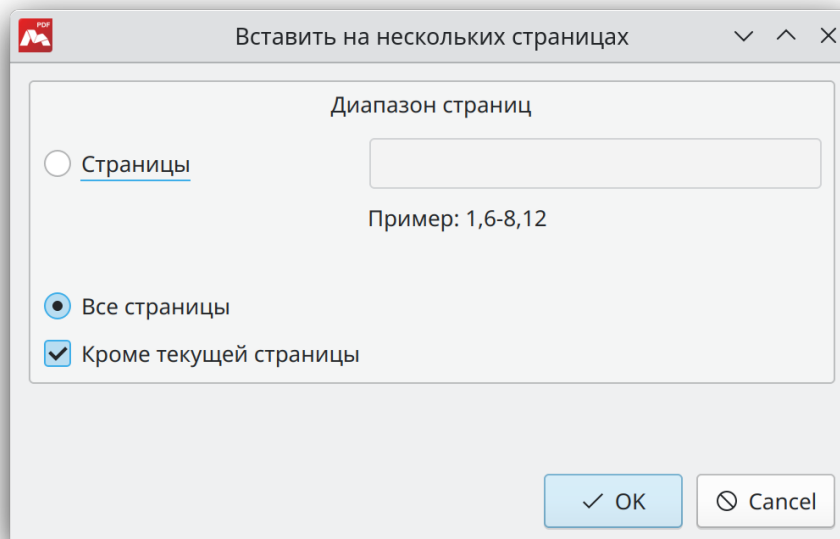 PDF
Вставить на нескольких страницах
Диапазон страниц
Страницы
Пример: 1,6-8,12
Все страницы
Кроме текущей страницы
OK
Cancel